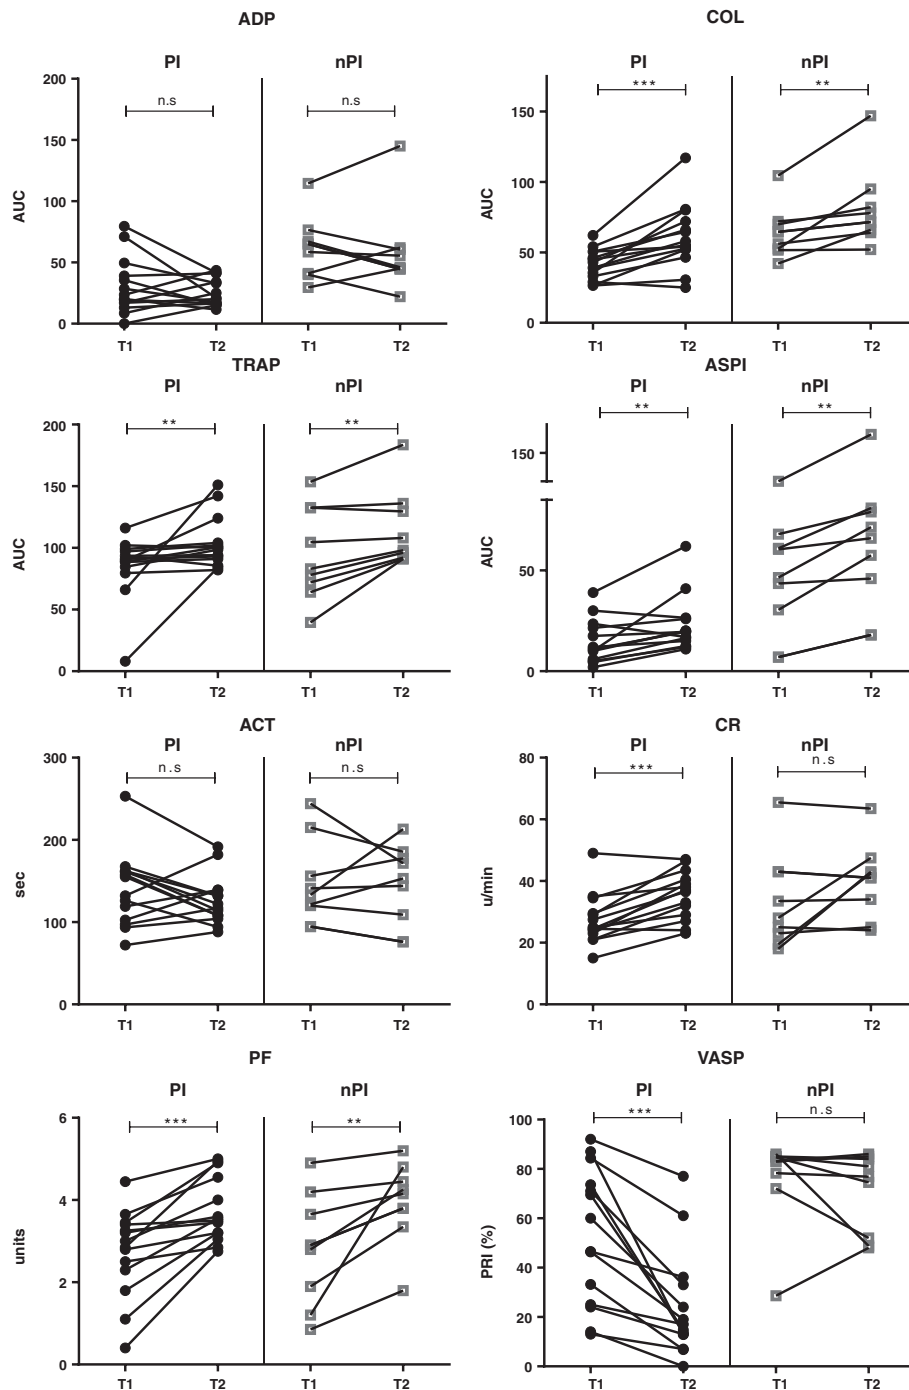 ADP
PI
nPI
n.s
n.s
200
150
100
50
0
AUC
T1
T2
T1
T2
COL
PI
nPI
***
**
150
100
50
0
AUC
T1
T2
T1
T2
TRAP
PI
nPI
**
**
200
150
100
50
0
AUC
T1
T2
T1
T2
ASPI
PI
nPI
**
**
150
50
0
AUC
T1
T2
T1
T2
ACT
PI
nPI
n.s
n.s
300
200
100
0
sec
T1
T2
T1
T2
CR
PI
nPI
***
n.s
80
60
40
20
0
u/min
T1
T2
T1
T2
PF
PI
nPI
***
**
6
4
2
0
units
T1
T2
T1
T2
VASP
PI
nPI
***
n.s
100
80
60
40
20
0
PRI (%)
T1
T2
T1
T2